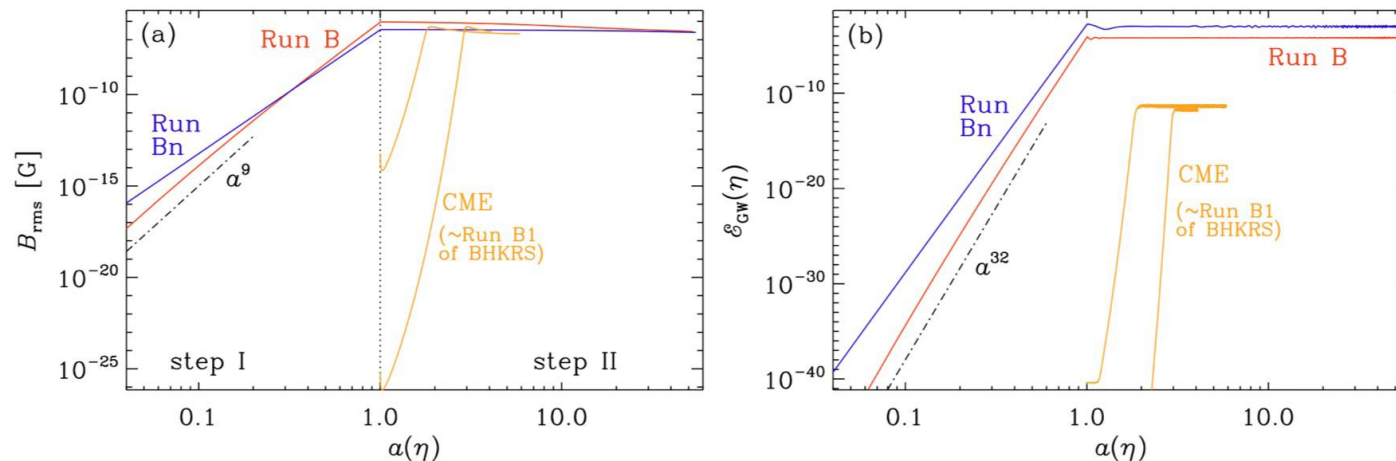 (a)
Run B
Run
Bn
a⁹
CME
(~Run B1
of BHKRS)
step I
step II
10⁻¹⁰
10⁻¹⁵
10⁻²⁰
10⁻²⁵
B_rms [G]
0.1
1.0
10.0
a(η)
(b)
Run B
Run
Bn
CME
(~Run B1
of BHKRS)
a³²
10⁻¹⁰
10⁻²⁰
10⁻³⁰
10⁻⁴⁰
ℰ_GW(η)
0.1
1.0
10.0
a(η)